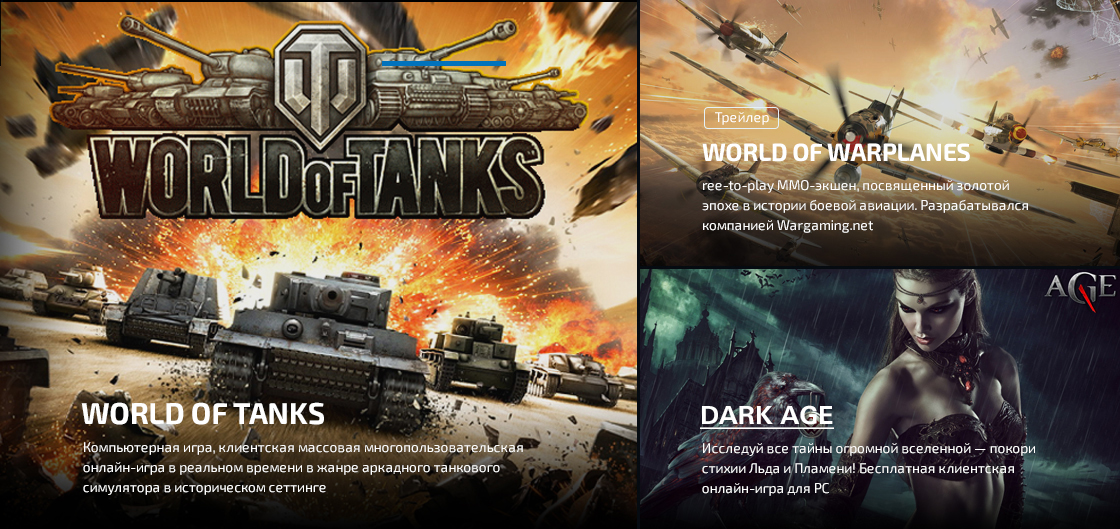 WORLD OF TANKS
WORLD OF TANKS
Компьютерная игра, клиентская массовая многопользовательская
онлайн-игра в реальном времени в жанре аркадного танкового
симулятора в историческом сеттинге
Трейлер
WORLD OF WARPLANES
ree-to-play MMO-экшен, посвященный золотой
эпохе в истории боевой авиации. Разрабатывался
компанией Wargaming.net
AGE
DARK AGE
Исследуй все тайны огромной вселенной — покори
стихии Льда и Пламени! Бесплатная клиентская
онлайн-игра для PC